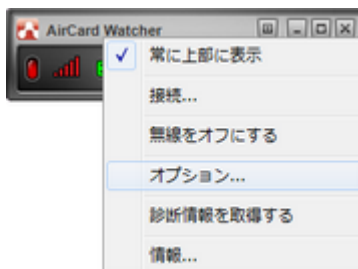 AirCard Watcher
常に上部に表示
接続...
無線をオフにする
オプション...
診断情報を取得する
情報...